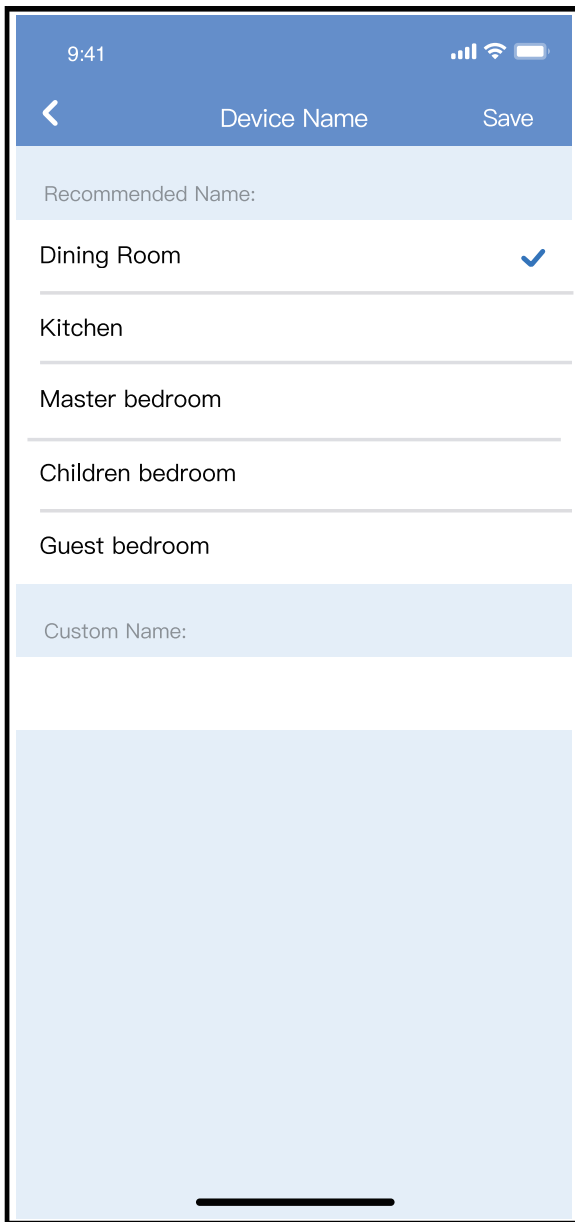 9:41
Device Name
Save
Recommended Name:
Dining Room
Kitchen
Master bedroom
Children bedroom
Guest bedroom
Custom Name: